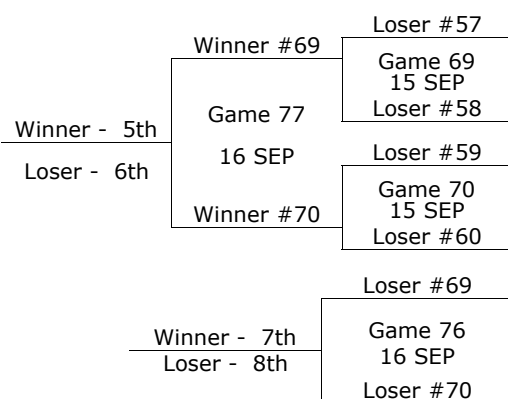 Loser #57
Winner #69
Game 69
15 SEP
Loser #58
Game 77
Winner - 5th
Loser #59
16 SEP
Loser - 6th
Game 70
15 SEP
Winner #70
Loser #60
Loser #69
Winner - 7th
Game 76
Loser - 8th
16 SEP
Loser #70